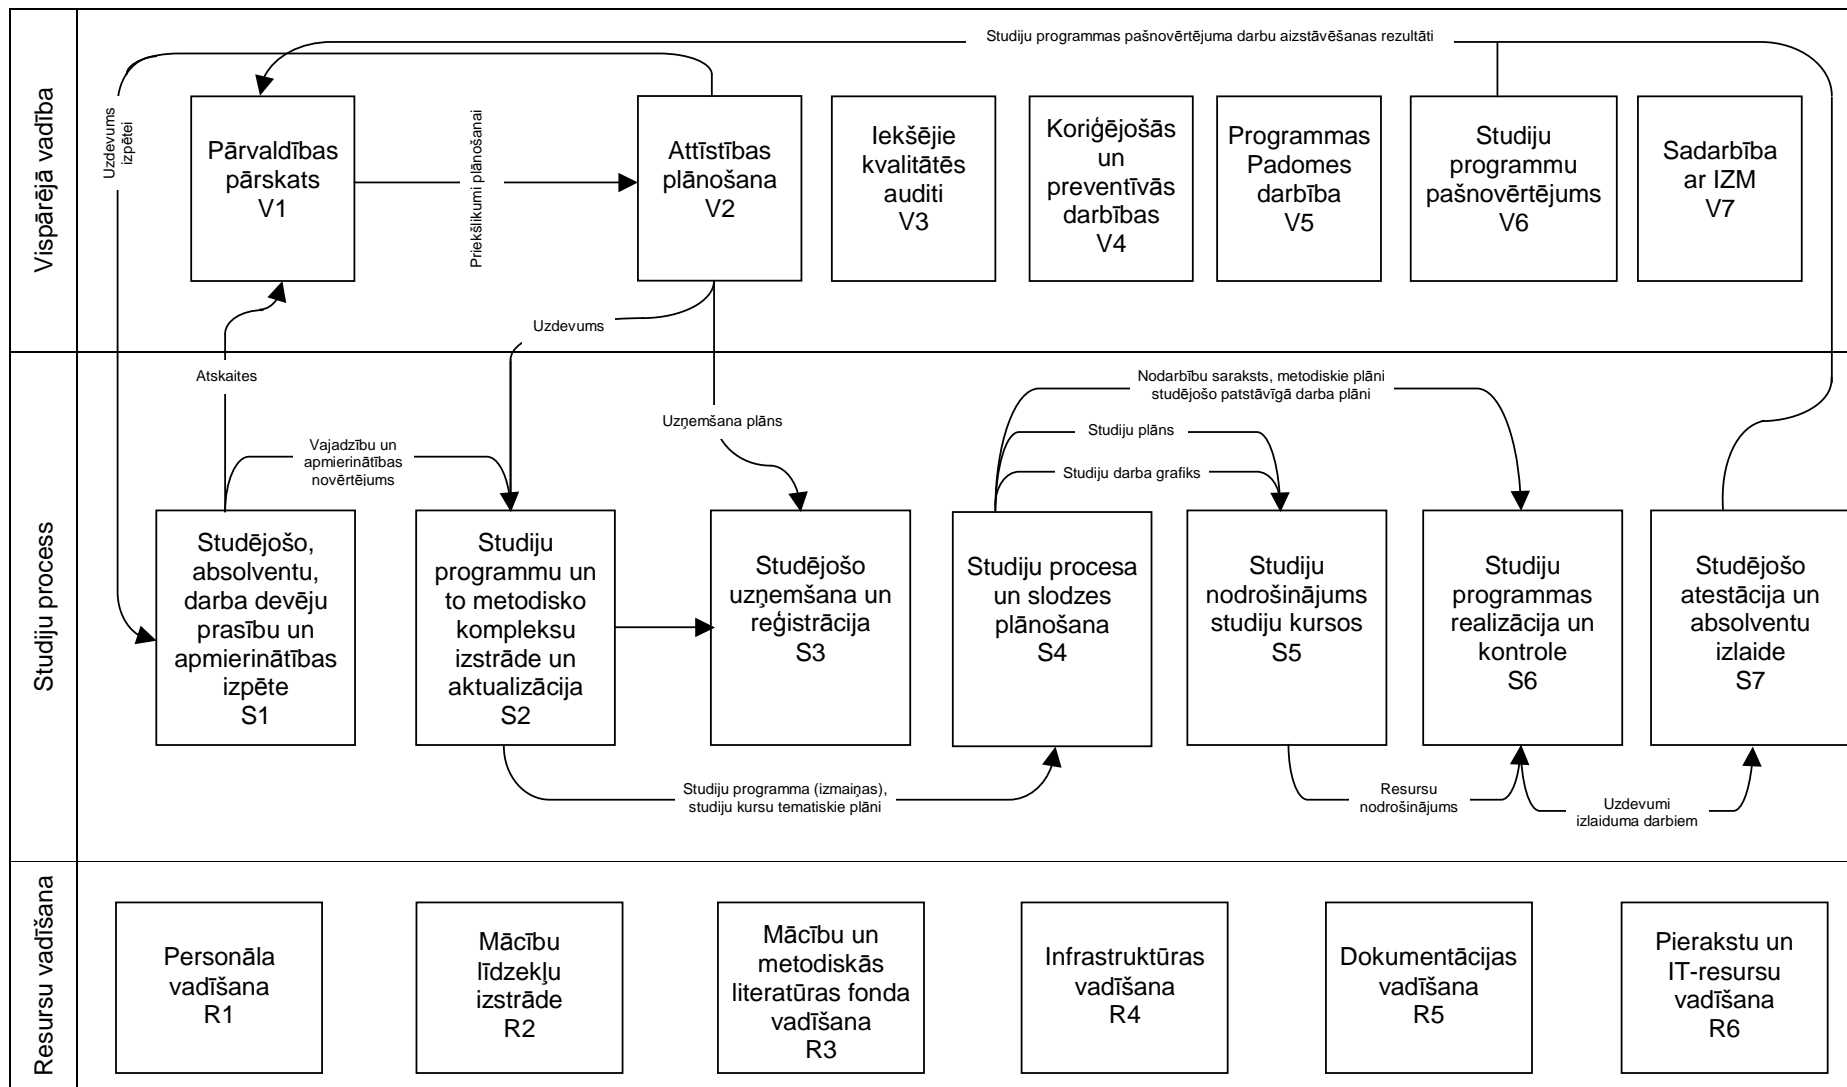 Vispārējā vadība
Studiju programmas pašnovērtējuma darbu aizstāvēšanas rezultāti
Uzdevums
izpētei
Pārvaldības
pārskats
V1
Priekšlikumi plānošanai
Attīstības
plānošana
V2
Iekšējie
kvalitātēs
auditi
V3
Koriģējošās
un
preventīvās
darbības
V4
Programmas
Padomes
darbība
V5
Studiju
programmu
pašnovērtējums
V6
Sadarbība
ar IZM
V7
Uzdevums
Studiju process
Atskaites
Vajadzību un
apmierinātības
novērtējums
Uzņemšana plāns
Nodarbību saraksts, metodiskie plāni
studējošo patstāvīgā darba plāni
Studiju plāns
Studiju darba grafiks
Studējošo,
absolventu,
darba devēju
prasību un
apmierinātības
izpēte
S1
Studiju
programmu un
to metodisko
kompleksu
izstrāde un
aktualizācija
S2
Studējošo
uzņemšana un
reģistrācija
S3
Studiju procesa
un slodzes
plānošana
S4
Studiju
nodrošinājums
studiju kursos
S5
Studiju
programmas
realizācija un
kontrole
S6
Studējošo
atestācija un
absolventu
izlaide
S7
Studiju programma (izmaiņas),
studiju kursu tematiskie plāni
Resursu
nodrošinājums
Uzdevumi
izlaiduma darbiem
Resursu vadīšana
Personāla
vadīšana
R1
Mācību
līdzekļu
izstrāde
R2
Mācību un
metodiskās
literatūras fonda
vadīšana
R3
Infrastruktūras
vadīšana
R4
Dokumentācijas
vadīšana
R5
Pierakstu un
IT-resursu
vadīšana
R6